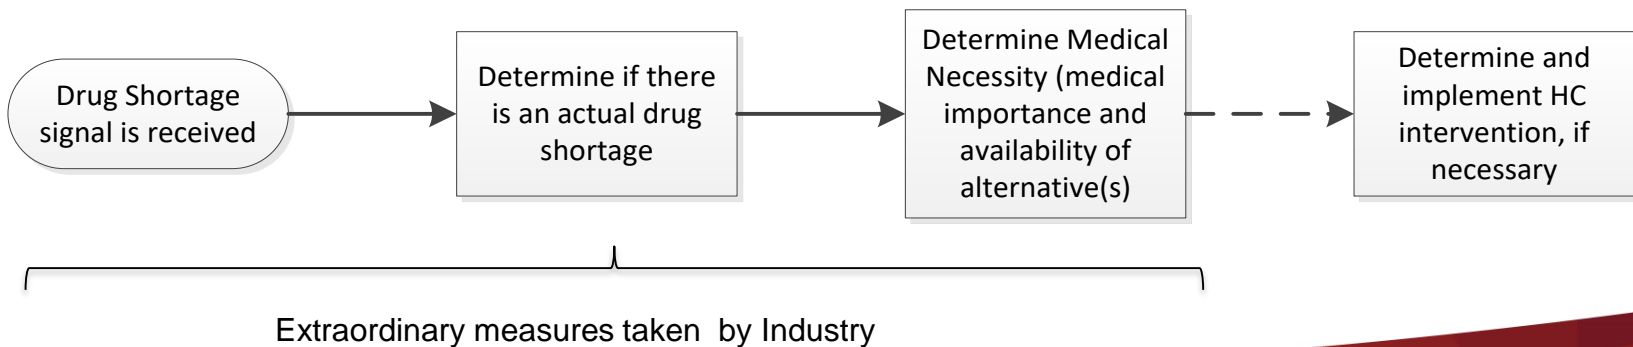 Drug Shortage
signal is received
Determine if there
is an actual drug
shortage
Determine Medical
Necessity (medical
importance and
availability of
alternative(s)
Determine and
implement HC
intervention, if
necessary
Extraordinary measures taken  by Industry